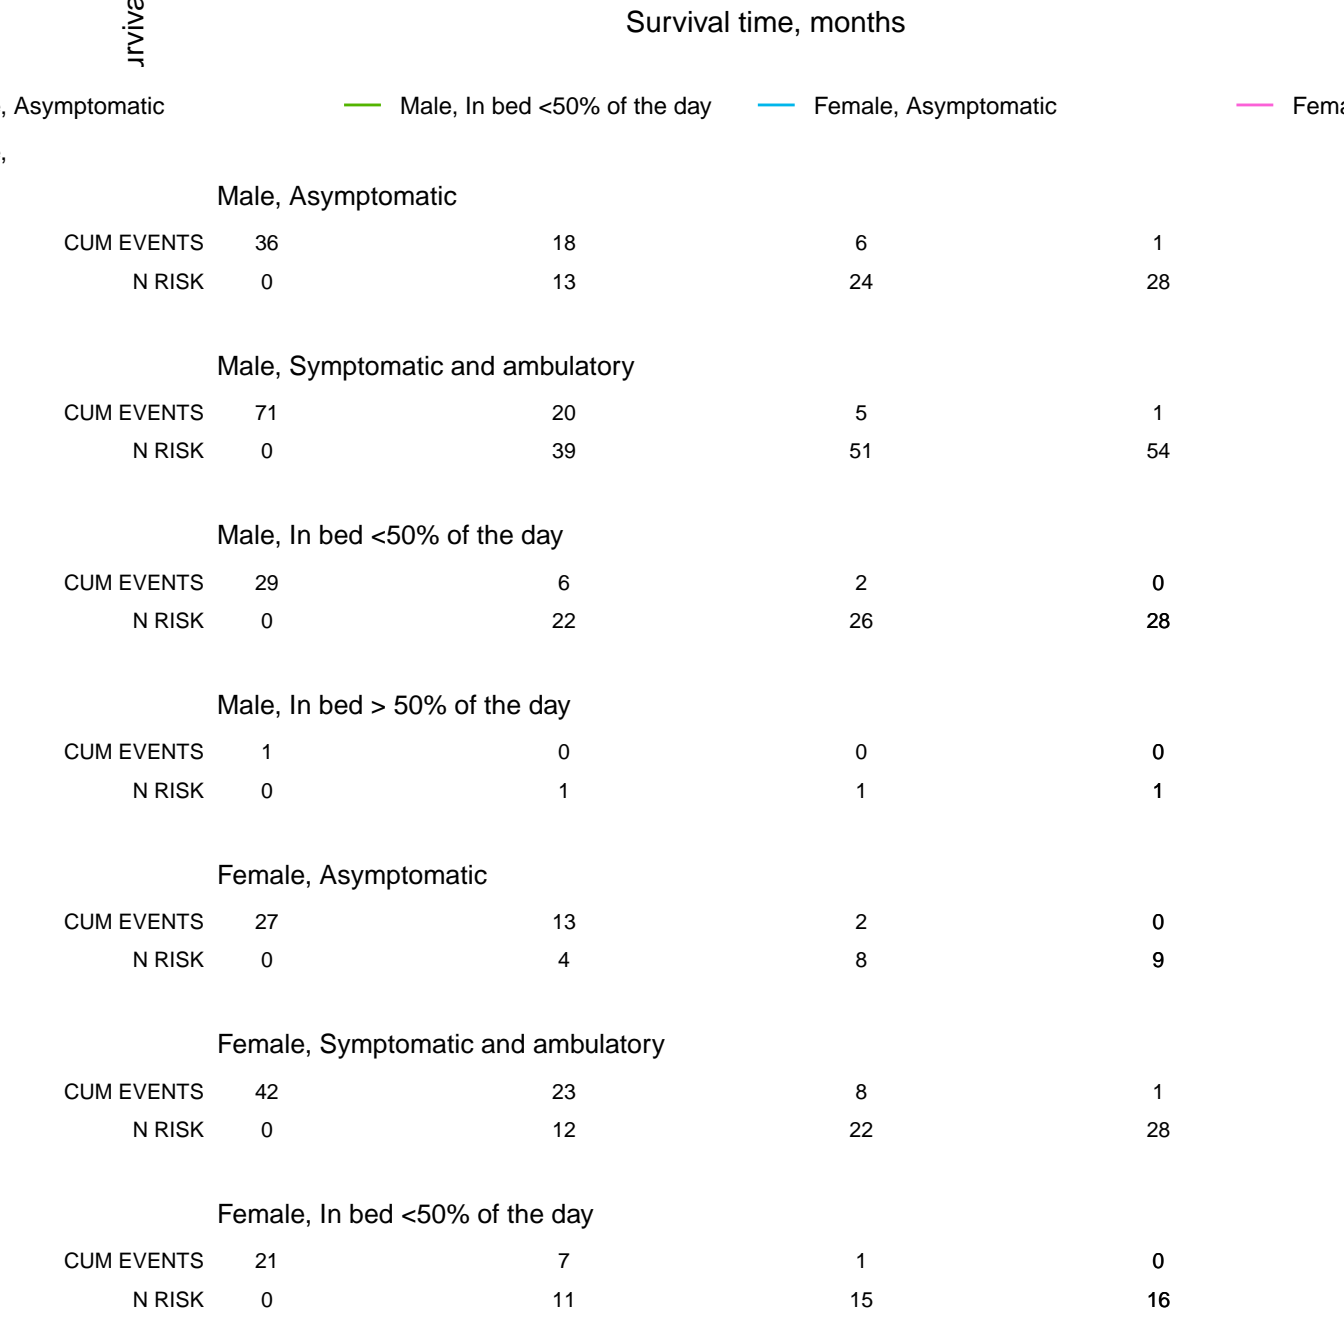 Survival time, months
, Asymptomatic Male, In bed <50% of the day Female, Asymptomatic
,
Male, Asymptomatic
CUM EVENTS 36 18 6 1
N RISK 0 13 24 28
Male, Symptomatic and ambulatory
CUM EVENTS 71 20 5 1
N RISK 0 39 51 54
Male, In bed <50% of the day
CUM EVENTS 29 6 2 0
N RISK 0 22 26 28
Male, In bed > 50% of the day
CUM EVENTS 1 0 0 0
N RISK 0 1 1 1
Female, Asymptomatic
CUM EVENTS 27 13 2 0
N RISK 0 4 8 9
Female, Symptomatic and ambulatory
CUM EVENTS 42 23 8 1
N RISK 0 12 22 28
Female, In bed <50% of the day
CUM EVENTS 21 7 1 0
N RISK 0 11 15 16